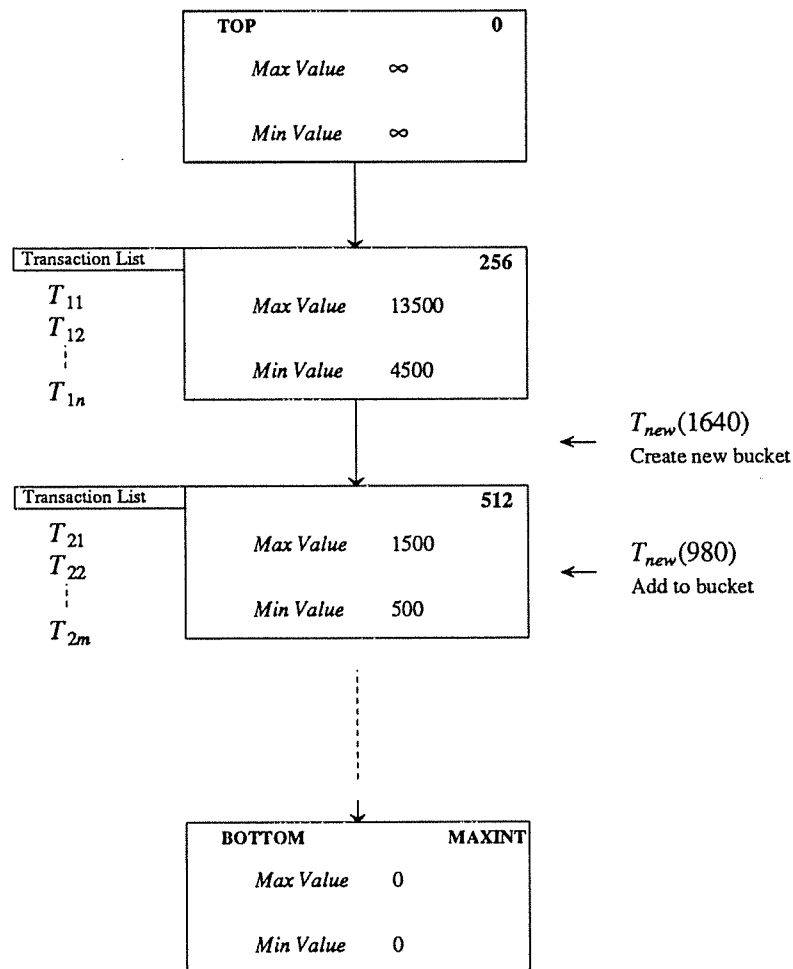 TOP 0
Max Value ∞
Min Value ∞
Transaction List 256
T11
Max Value 13500
T12
Min Value 4500
T1n
Tnew(1640)
Create new bucket
Transaction List 512
T21
Max Value 1500
Tnew(980)
T22
Add to bucket
Min Value 500
T2m
BOTTOM MAXINT
Max Value 0
Min Value 0